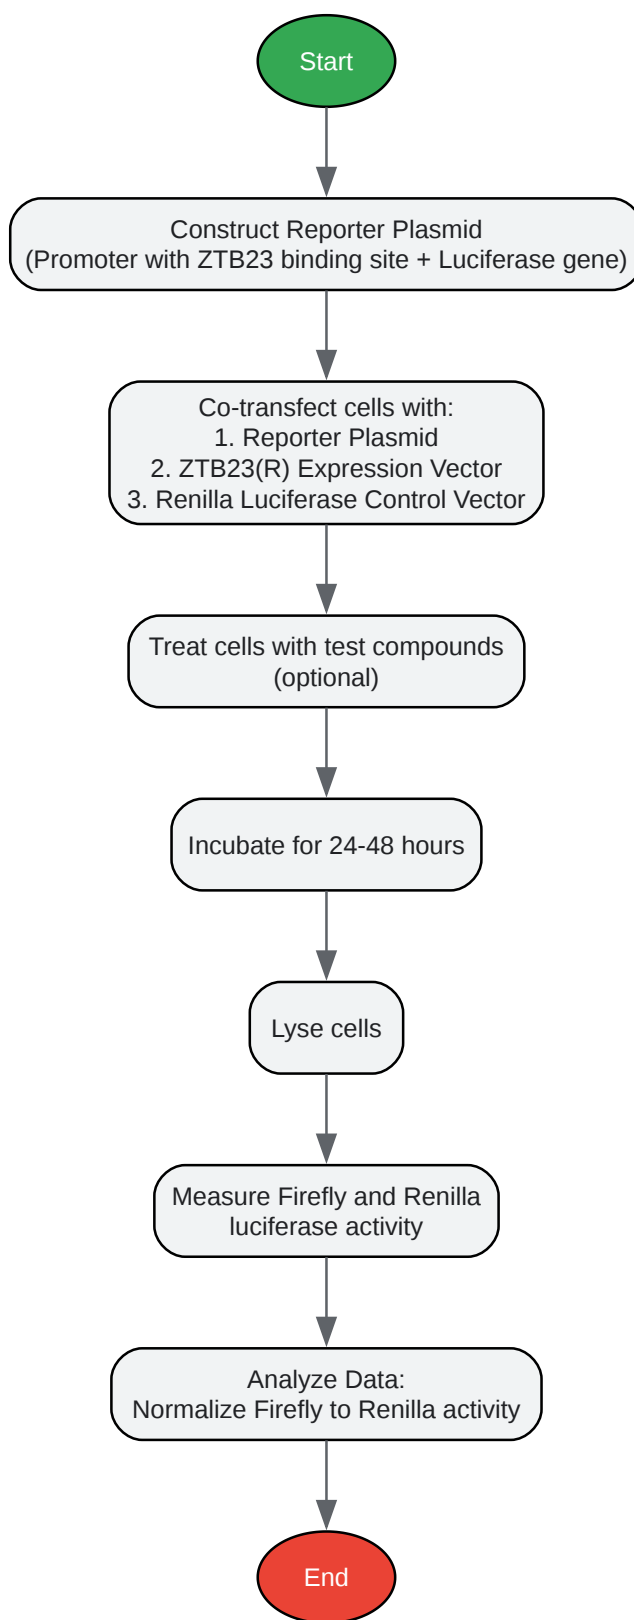 Start
Construct Reporter Plasmid
(Promoter with ZTB23 binding site + Luciferase gene)
Co-transfect cells with:
1. Reporter Plasmid
2. ZTB23(R) Expression Vector
3. Renilla Luciferase Control Vector
Treat cells with test compounds
(optional)
Incubate for 24-48 hours
Lyse cells
Measure Firefly and Renilla
luciferase activity
Analyze Data:
Normalize Firefly to Renilla activity
End